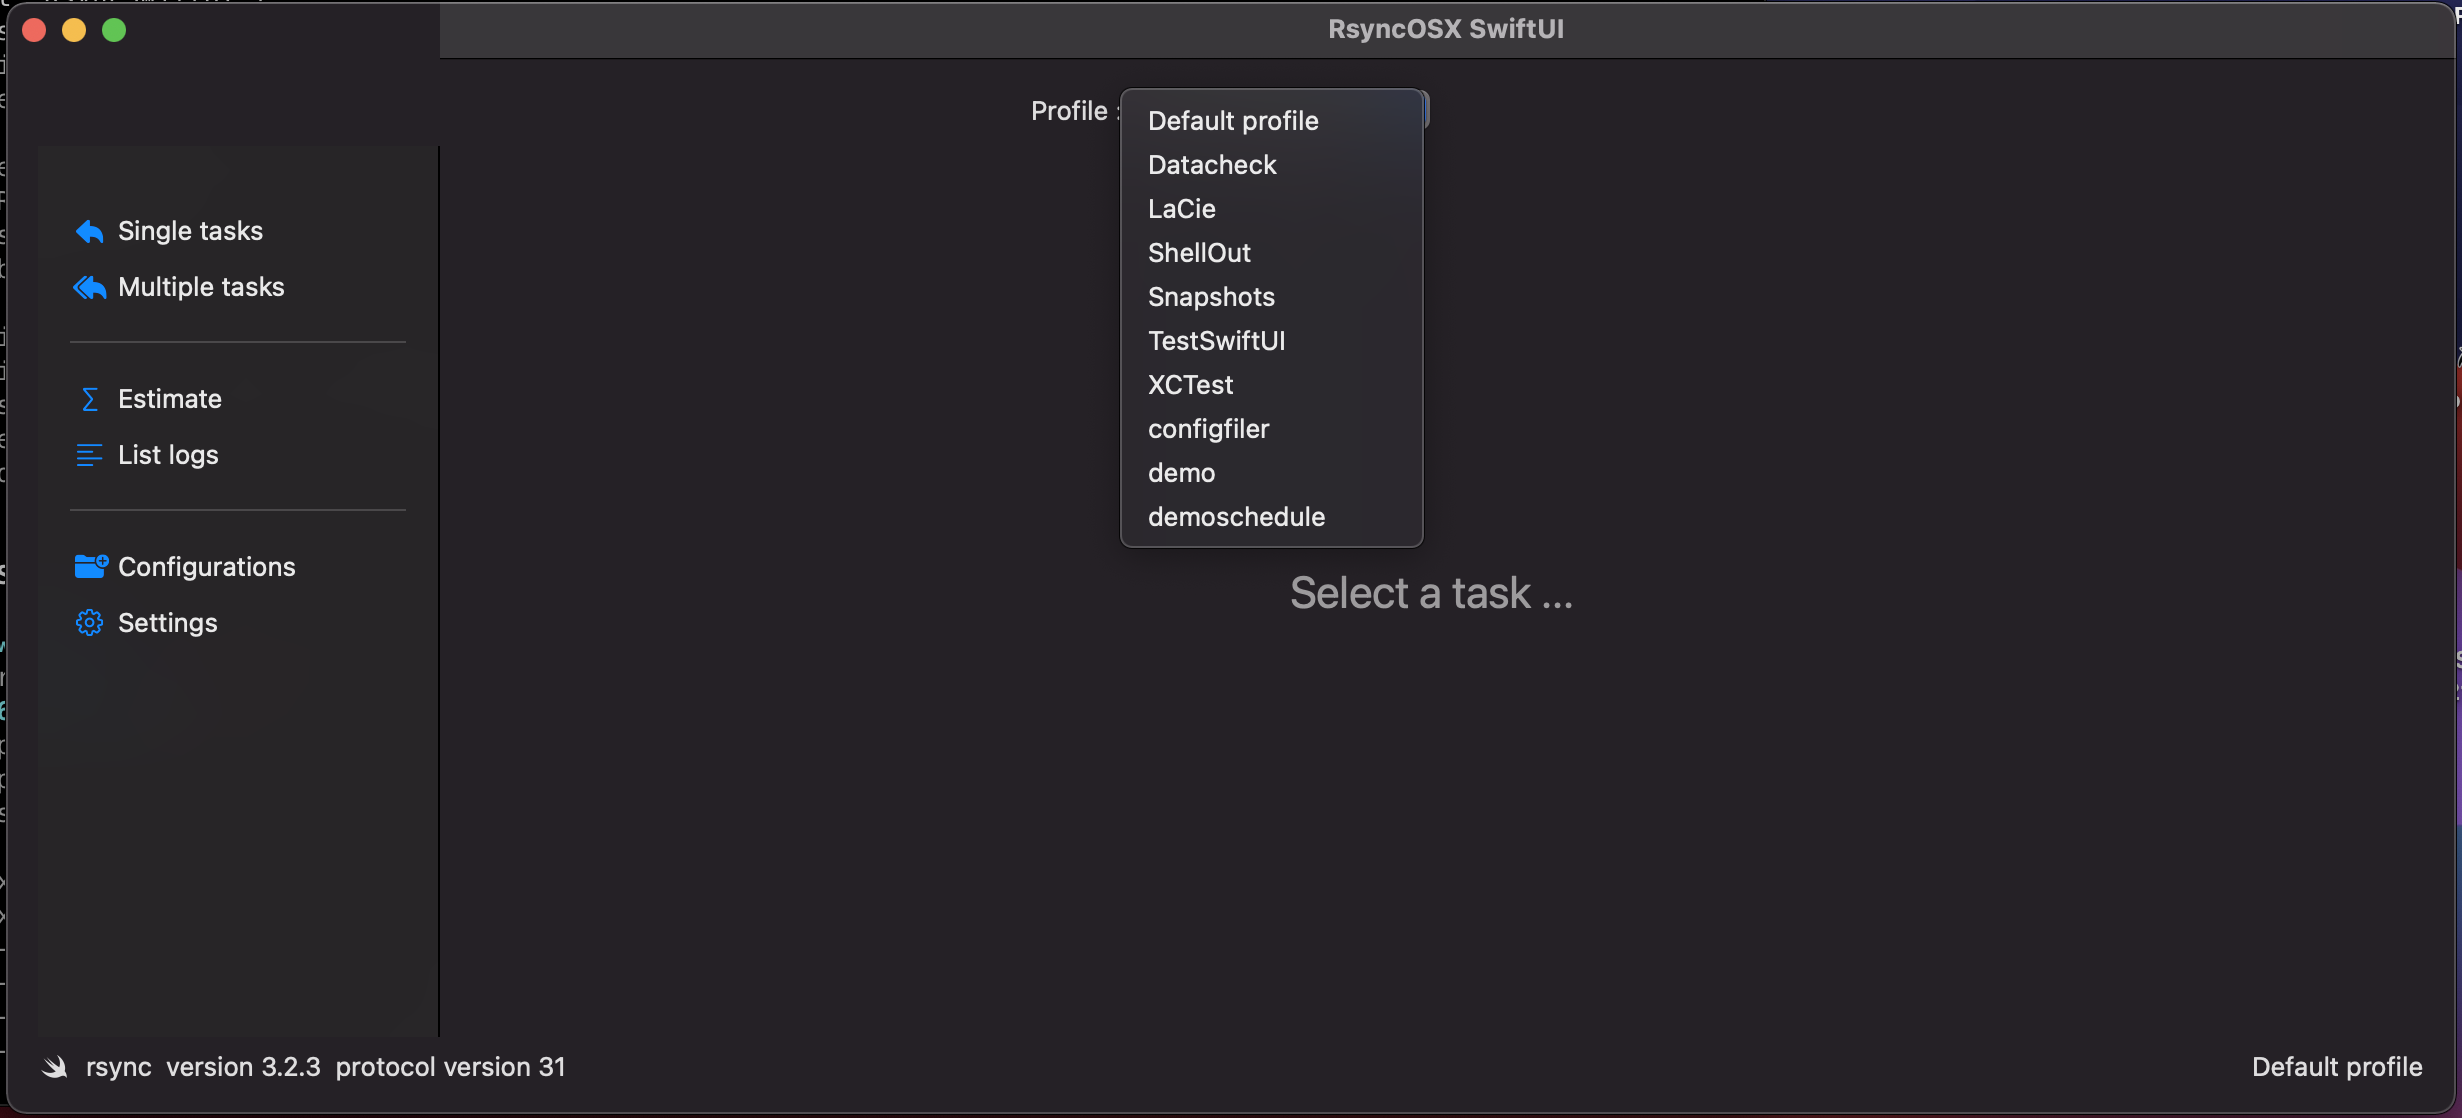 RsyncOSX SwiftUI
Profile :
Default profile
Datacheck
LaCie
ShellOut
Snapshots
TestSwiftUI
XCTest
configfiler
demo
demoschedule
Single tasks
Multiple tasks
Estimate
List logs
Configurations
Settings
Select a task ...
rsync version 3.2.3 protocol version 31
Default profile